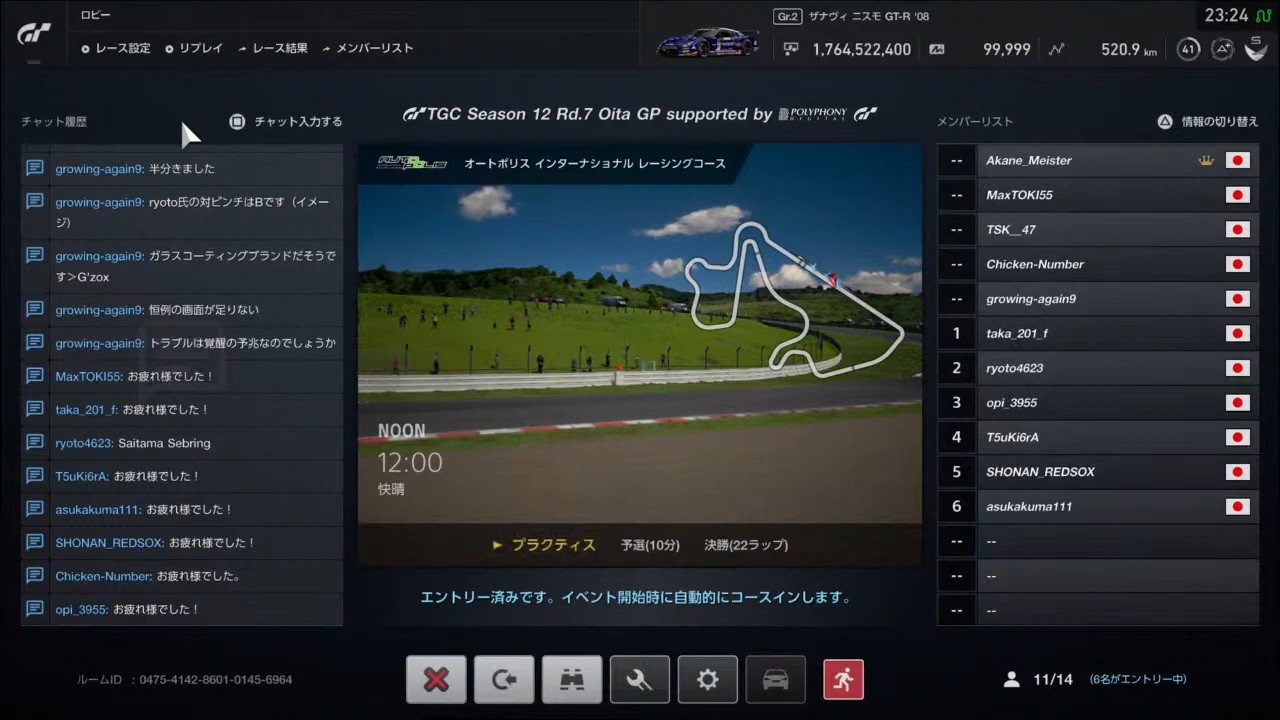 ロビー
レース設定
リプレイ
レース結果
メンバーリスト
Gr.2
ザナヴィ ニスモ GT-R '08
23:24
1,764,522,400
99,999
520.9 km
41
S
チャット履歴
チャット入力する
TGC Season 12 Rd.7 Oita GP supported by POLYPHONY DIGITAL
メンバーリスト
情報の切り替え
growing-again9: 半分きました
growing-again9: ryoto氏の対ピンチはBです（イメー
ジ）
growing-again9: ガラスコーティングブランドだそうで
す>G'zox
growing-again9: 恒例の画面が足りない
growing-again9: トラブルは覚醒の予兆なのでしょうか
MaxTOKI55: お疲れ様でした！
taka_201_f: お疲れ様でした！
ryoto4623: Saitama Sebring
T5uKi6rA: お疲れ様でした！
asukakuma111: お疲れ様でした！
SHONAN_REDSOX: お疲れ様でした！
Chicken-Number: お疲れ様でした。
opi_3955: お疲れ様でした！
AUTOPOLIS
オートポリス インターナショナル レーシングコース
NOON
12:00
快晴
プラクティス
予選(10分)
決勝(22ラップ)
エントリー済みです。イベント開始時に自動的にコースインします。
-- Akane_Meister
-- MaxTOKI55
-- TSK__47
-- Chicken-Number
-- growing-again9
1 taka_201_f
2 ryoto4623
3 opi_3955
4 T5uKi6rA
5 SHONAN_REDSOX
6 asukakuma111
-- --
-- --
-- --
ルームID ：0475-4142-8601-0145-6964
11/14
(6名がエントリー中)